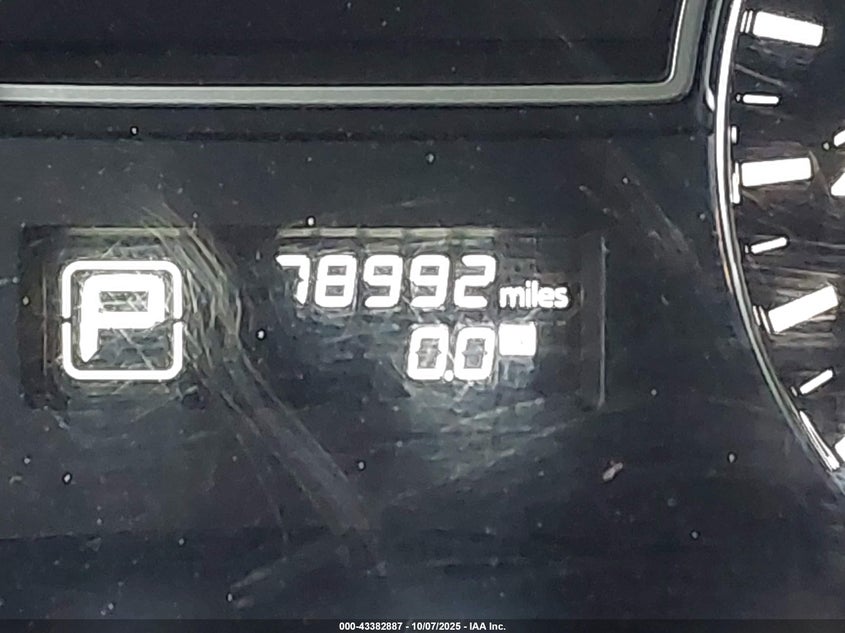 78992 miles
P
0.0
000-43382887 - 10/07/2025 - IAA Inc.